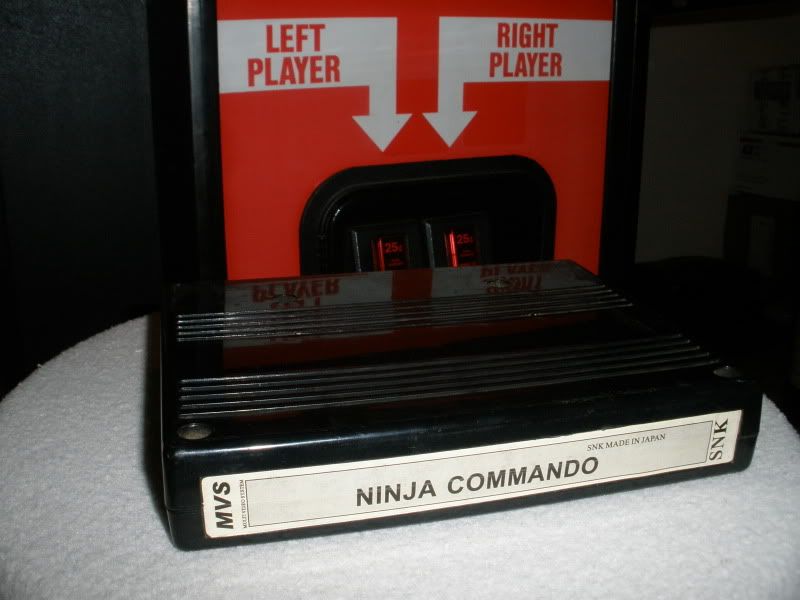 LEFT
PLAYER
RIGHT
PLAYER
25¢
25¢
SNK MADE IN JAPAN
NINJA COMMANDO
MVS
MULTI VIDEO SYSTEM
SNK